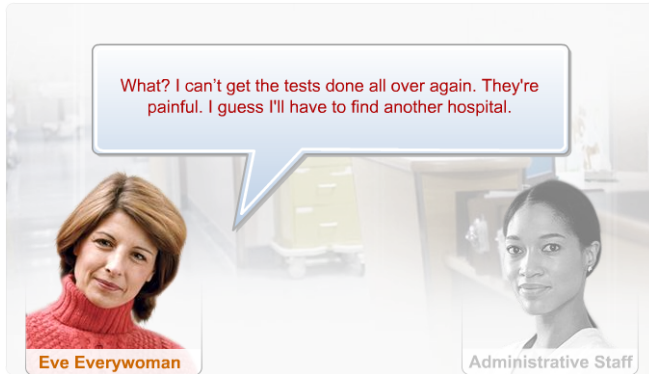 What? I can’t get the tests done all over again. They're
painful. I guess I'll have to find another hospital.
Eve Everywoman
Administrative Staff